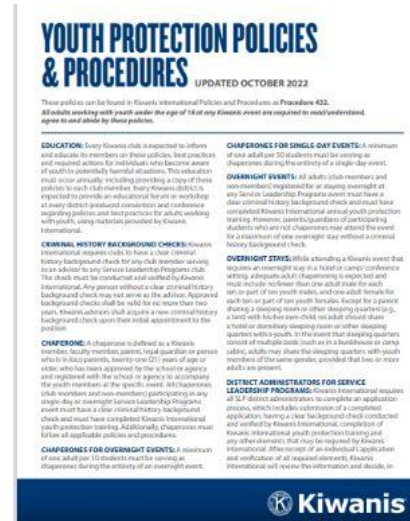 YOUTH PROTECTION POLICIES
& PROCEDURES UPDATED OCTOBER 2022
These policies can be found in Kiwanis International Policies and Procedures as Procedure 432.
All adults working with youth under the age of 18 at any Kiwanis event are required to read/understand,
agree to and abide by these policies.
EDUCATION: Every Kiwanis club is expected to inform
and educate its members on these policies, best practices
and required actions for individuals who become aware
of youth in potentially harmful situations. This education
must occur annually, including providing a copy of these
policies to each club member. Every Kiwanis district is
expected to provide an educational forum or workshop
at every district-produced convention and conference
regarding policies and best practices for adults working
with youth, using materials provided by Kiwanis
International.
CRIMINAL HISTORY BACKGROUND CHECKS: Kiwanis
International requires clubs to have a clear criminal
history background check for any club member serving
as an advisor to any Service Leadership Programs club.
The check must be conducted and verified by Kiwanis
International. Any person without a clear criminal history
background check may not serve as the advisor. Approved
background checks shall be valid for no more than two
years. Kiwanis advisors shall acquire a new criminal history
background check upon their initial appointment to the
position.
CHAPERONE: A chaperone is defined as a Kiwanis
member, faculty member, parent, legal guardian or person
who is in loco parentis, twenty-one (21) years of age or
older, who has been approved by the school or agency
and registered with the school or agency to accompany
the youth members at the specific event. All chaperones
(club members and non-members) participating in any
single-day or overnight Service Leadership Programs
event must have a clear criminal history background
check and must have completed Kiwanis International
youth protection training. Additionally, chaperones must
follow all applicable policies and procedures.
CHAPERONES FOR OVERNIGHT EVENTS: A minimum
of one adult per 10 students must be serving as
chaperones during the entirety of an overnight event.
CHAPERONES FOR SINGLE-DAY EVENTS: A minimum
of one adult per 50 students must be serving as
chaperones during the entirety of a single-day event.
OVERNIGHT EVENTS: All adults (club members and
non-members) registered for or staying overnight at
any Service Leadership Programs event must have a
clear criminal history background check and must have
completed Kiwanis International annual youth protection
training. However, parents/guardians of participating
students who are not chaperones may attend the event
for a maximum of one overnight stay without a criminal
history background check.
OVERNIGHT STAYS: While attending a Kiwanis event that
requires an overnight stay in a hotel or camp/ conference
setting, adequate adult chaperoning is expected and
must include no fewer than one adult male for each
ten or part of ten youth males, and one adult female for
each ten or part of ten youth females. Except for a parent
sharing a sleeping room or other sleeping quarters (e.g.,
a tent) with his/her own child, no adult should share
a hotel or dormitory sleeping room or other sleeping
quarters with a youth. In the event that sleeping quarters
consist of multiple beds (such as in a bunkhouse or camp
cabin), adults may share the sleeping quarters with youth
members of the same gender, provided that two or more
adults are present.
DISTRICT ADMINISTRATORS FOR SERVICE
LEADERSHIP PROGRAMS: Kiwanis International requires
all SLP district administrators to complete an application
process, which includes submission of a completed
application, having a clear background check conducted
and verified by Kiwanis International, completion of
Kiwanis International youth protection training and
any other elements that may be required by Kiwanis
International. After receipt of an individual's application
and verification of all required elements, Kiwanis
International will review the information and decide, in
Kiwanis